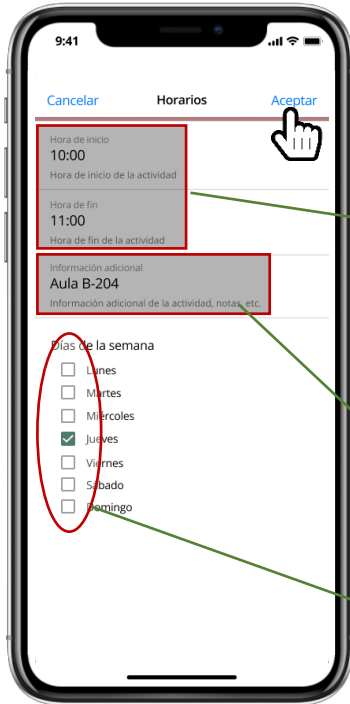 9:41
Cancelar Horarios Aceptar
Hora de inicio
10:00
Hora de inicio de la actividad
Hora de fin
11:00
Hora de fin de la actividad
Información adicional
Aula B-204
Información adicional de la actividad, notas, etc.
Días de la semana
Lunes
Martes
Miércoles
Jueves
Viernes
Sábado
Domingo